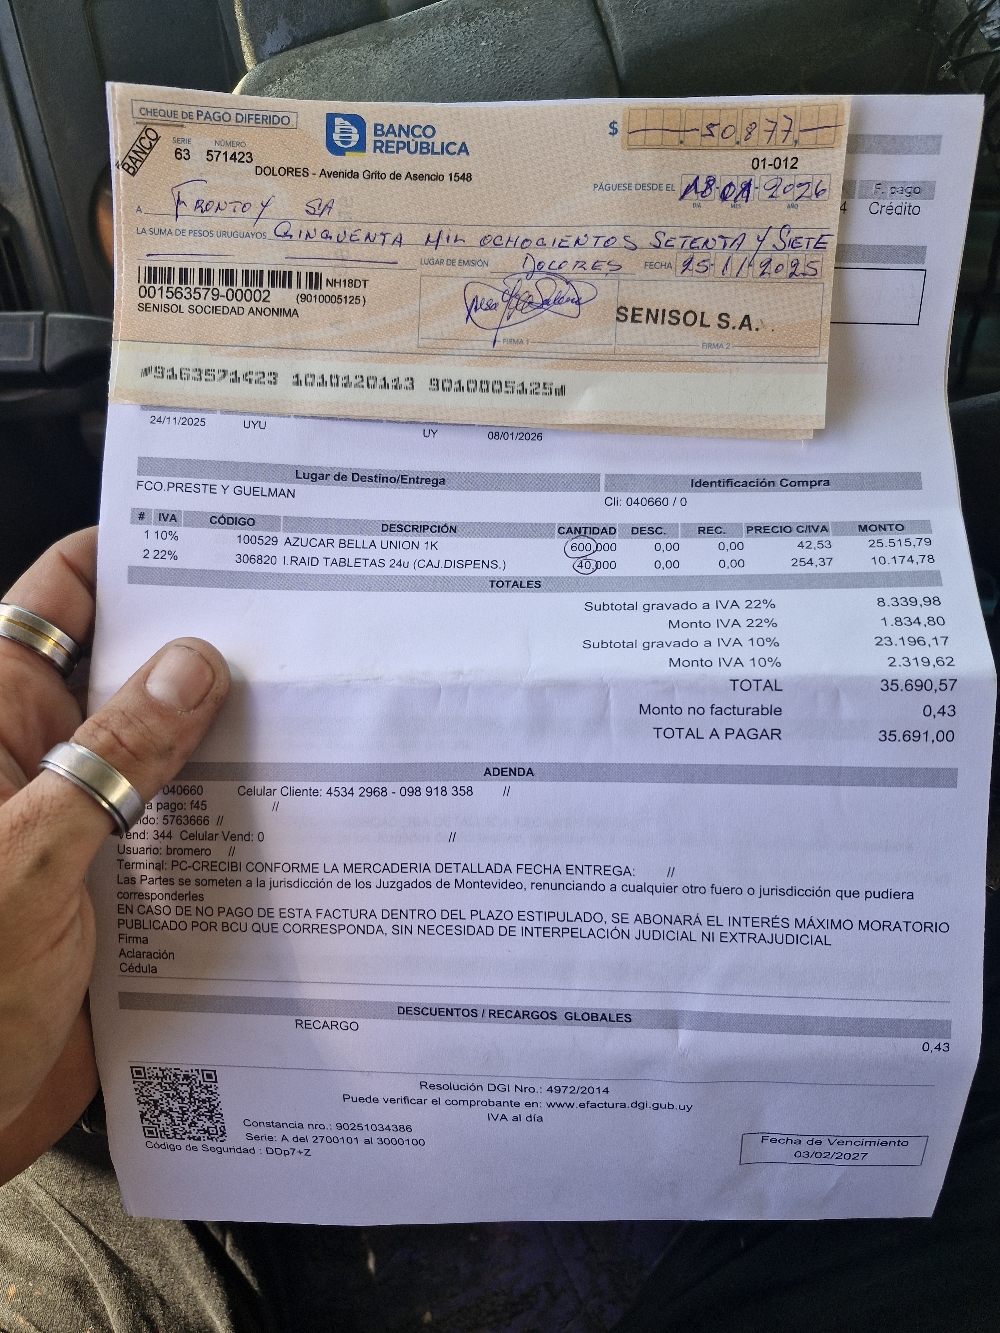 CHEQUE DE PAGO DIFERIDO
BANCO
SERIE NÚMERO
63 571423
BANCO
REPÚBLICA
DOLORES - Avenida Grito de Asencio 1548
$ 50.877,
01-012
PÁGUESE DESDE EL 18-01-2026
DÍA MES AÑO
A FRONTOY SA
LA SUMA DE PESOS URUGUAYOS CINQUENTA MIL OCHOCIENTOS SETENTA Y SIETE
LUGAR DE EMISIÓN DOLORES FECHA 25/11/2025
NH18DT
001563579-00002 (9010005125)
SENISOL SOCIEDAD ANONIMA
SENISOL S.A.
FIRMA 1 FIRMA 2
9163571423 1010120113 9010005125
F. pago
4 Crédito
24/11/2025 UYU UY 08/01/2026
Lugar de Destino/Entrega Identificación Compra
FCO.PRESTE Y GUELMAN Cli: 040660 / 0
# IVA CÓDIGO DESCRIPCIÓN CANTIDAD DESC. REC. PRECIO C/IVA MONTO
1 10% 100529 AZUCAR BELLA UNION 1K 600,000 0,00 0,00 42,53 25.515,79
2 22% 306820 I.RAID TABLETAS 24u (CAJ.DISPENS.) 40,000 0,00 0,00 254,37 10.174,78
TOTALES
Subtotal gravado a IVA 22% 8.339,98
Monto IVA 22% 1.834,80
Subtotal gravado a IVA 10% 23.196,17
Monto IVA 10% 2.319,62
TOTAL 35.690,57
Monto no facturable 0,43
TOTAL A PAGAR 35.691,00
ADENDA
040660 Celular Cliente: 4534 2968 - 098 918 358 //
a pago: f45 //
ido: 5763666 //
Vend: 344 Celular Vend: 0 //
Usuario: bromero //
Terminal: PC-CRECIBI CONFORME LA MERCADERIA DETALLADA FECHA ENTREGA: //
Las Partes se someten a la jurisdicción de los Juzgados de Montevideo, renunciando a cualquier otro fuero o jurisdicción que pudiera
corresponderles
EN CASO DE NO PAGO DE ESTA FACTURA DENTRO DEL PLAZO ESTIPULADO, SE ABONARÁ EL INTERÉS MÁXIMO MORATORIO
PUBLICADO POR BCU QUE CORRESPONDA, SIN NECESIDAD DE INTERPELACIÓN JUDICIAL NI EXTRAJUDICIAL
Firma
Aclaración
Cédula
DESCUENTOS / RECARGOS GLOBALES
RECARGO 0,43
Resolución DGI Nro.: 4972/2014
Puede verificar el comprobante en: www.efactura.dgi.gub.uy
IVA al día
Constancia nro.: 90251034386
Serie: A del 2700101 al 3000100
Código de Seguridad : DDp7+Z
Fecha de Vencimiento
03/02/2027